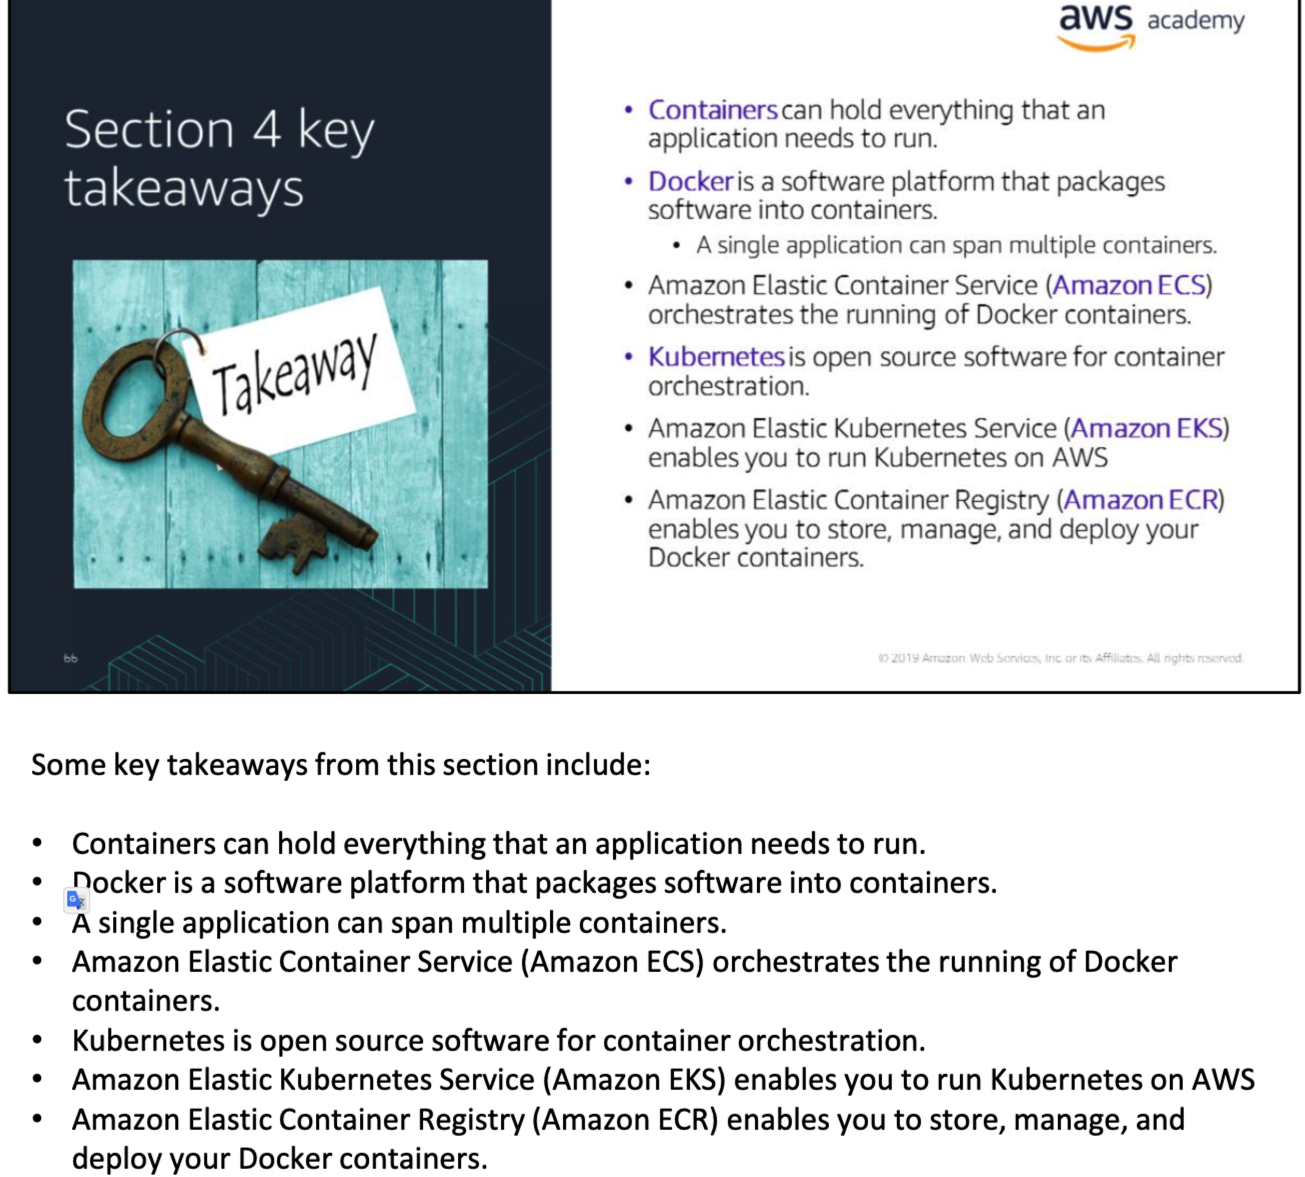 aws academy
Section 4 key
takeaways
Takeaway
• Containers can hold everything that an
application needs to run.
• Docker is a software platform that packages
software into containers.
• A single application can span multiple containers.
• Amazon Elastic Container Service (Amazon ECS)
orchestrates the running of Docker containers.
• Kubernetes is open source software for container
orchestration.
• Amazon Elastic Kubernetes Service (Amazon EKS)
enables you to run Kubernetes on AWS
• Amazon Elastic Container Registry (Amazon ECR)
enables you to store, manage, and deploy your
Docker containers.
66
© 2019 Amazon Web Services, Inc. or its Affiliates. All rights reserved.
Some key takeaways from this section include:
• Containers can hold everything that an application needs to run.
• Docker is a software platform that packages software into containers.
• A single application can span multiple containers.
• Amazon Elastic Container Service (Amazon ECS) orchestrates the running of Docker
containers.
• Kubernetes is open source software for container orchestration.
• Amazon Elastic Kubernetes Service (Amazon EKS) enables you to run Kubernetes on AWS
• Amazon Elastic Container Registry (Amazon ECR) enables you to store, manage, and
deploy your Docker containers.